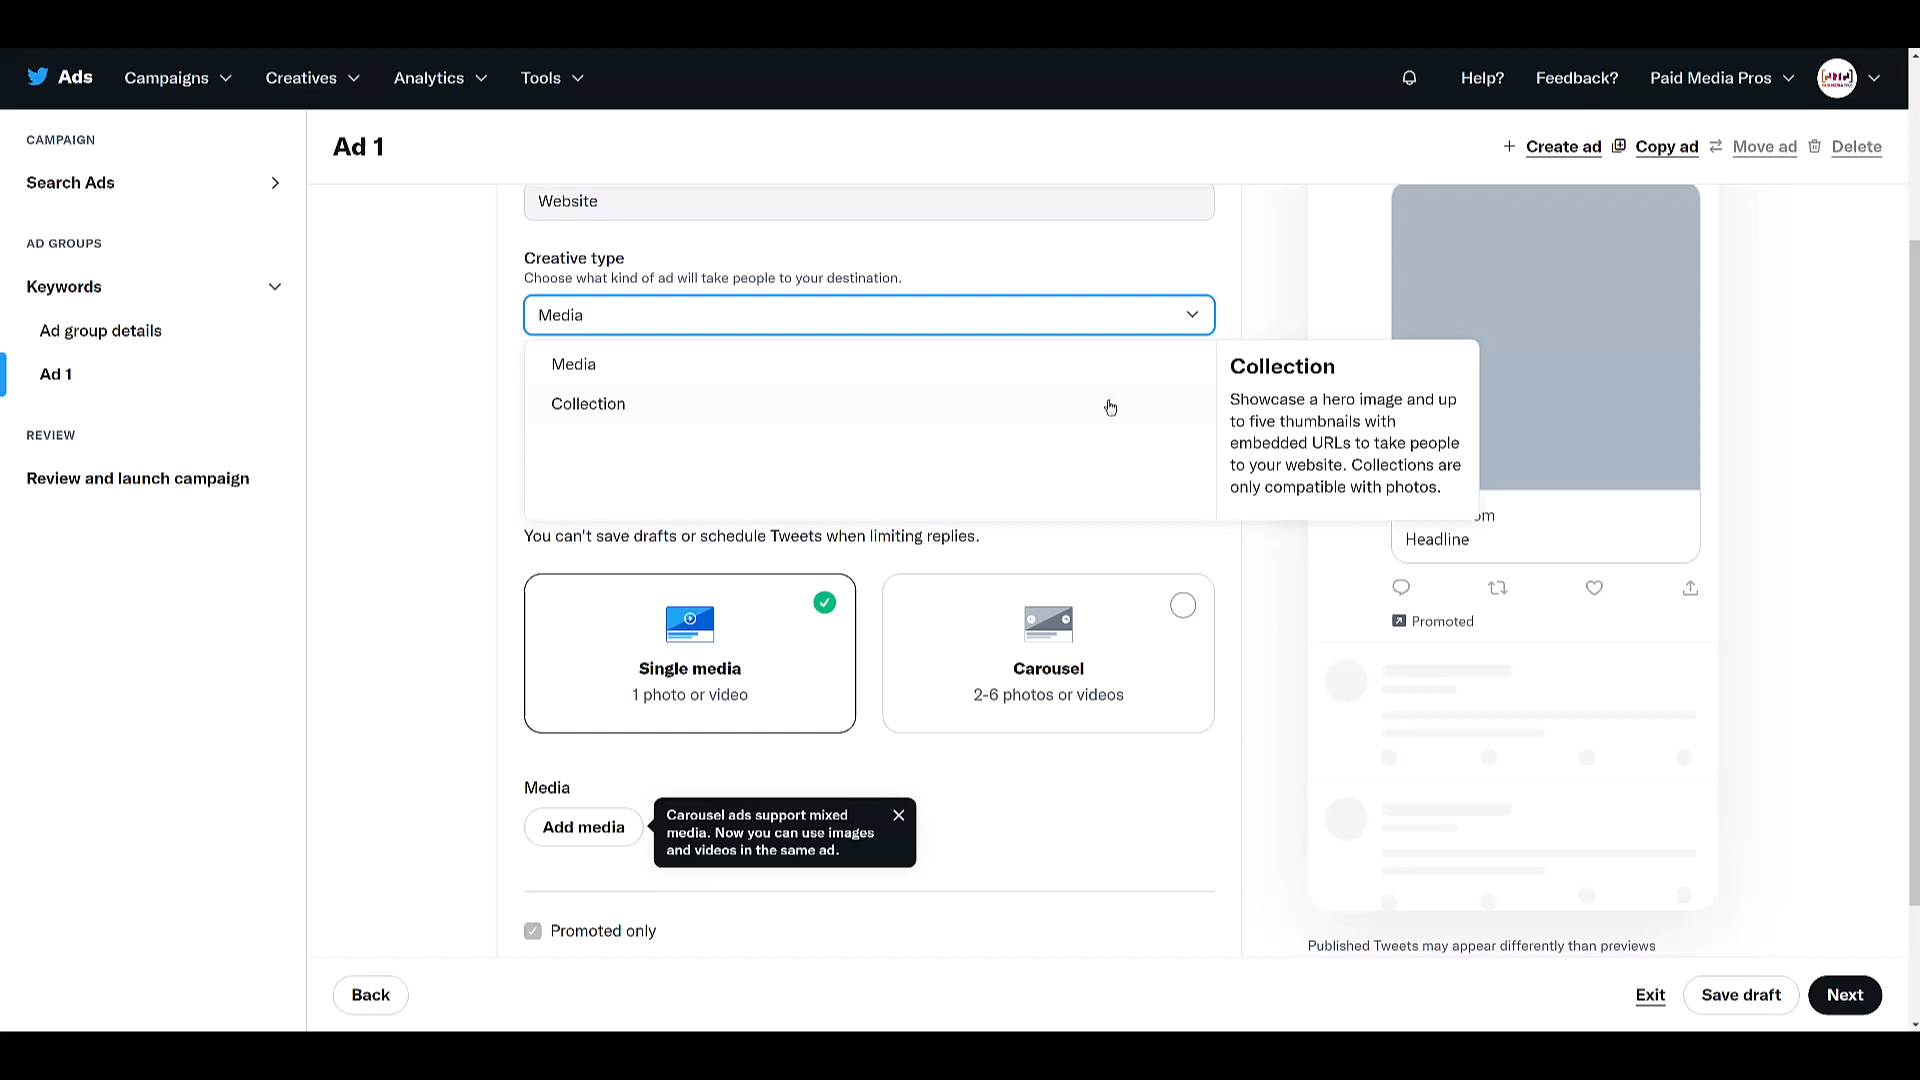 Ads
Campaigns
Creatives
Analytics
Tools
Help?
Feedback?
Paid Media Pros
CAMPAIGN
Search Ads
AD GROUPS
Keywords
Ad group details
Ad 1
REVIEW
Review and launch campaign
Ad 1
Create ad
Copy ad
Move ad
Delete
Website
Creative type
Choose what kind of ad will take people to your destination.
Media
Media
Collection
Collection
Showcase a hero image and up
to five thumbnails with
embedded URLs to take people
to your website. Collections are
only compatible with photos.
You can't save drafts or schedule Tweets when limiting replies.
Single media
1 photo or video
Carousel
2-6 photos or videos
Media
Add media
Carousel ads support mixed
media. Now you can use images
and videos in the same ad.
Promoted only
om
Headline
Promoted
Published Tweets may appear differently than previews
Back
Exit
Save draft
Next